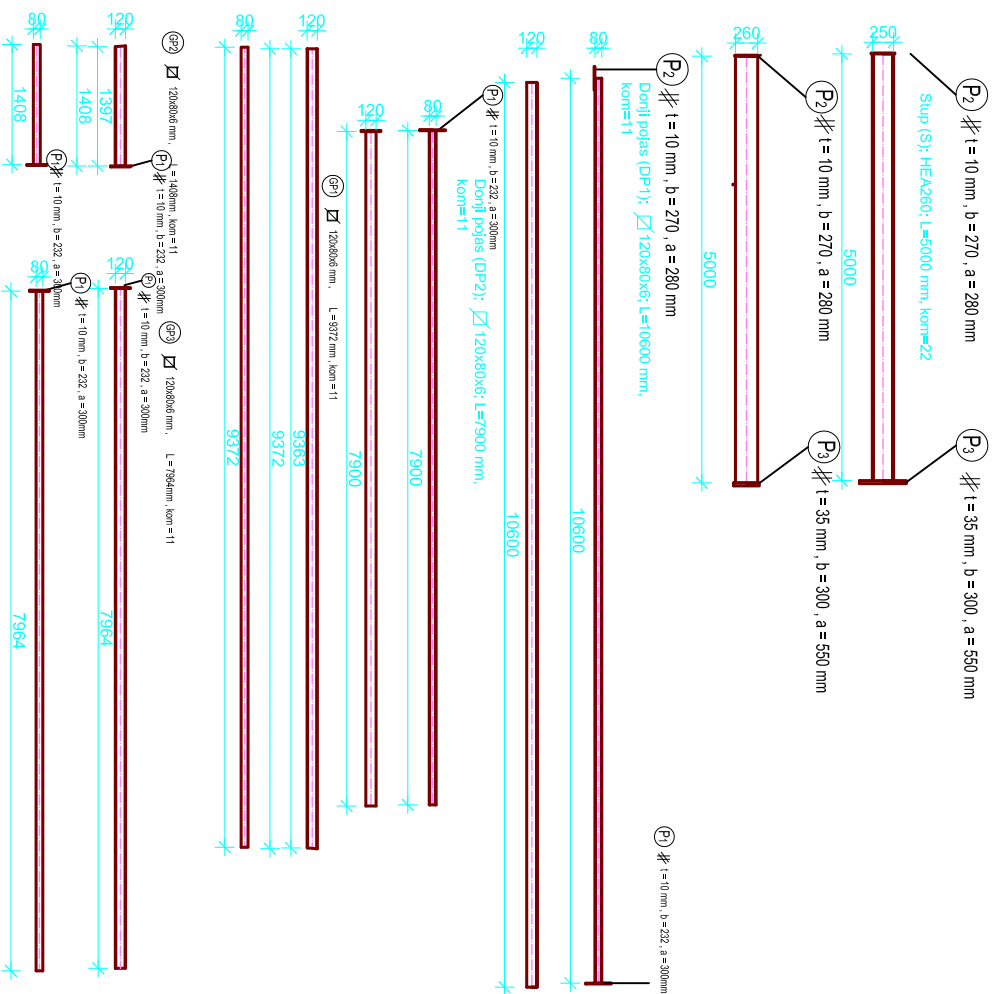 P2 # t = 10 mm , b = 270 , a = 280 mm
P3 # t = 35 mm , b = 300 , a = 550 mm
Stup (S); HEA260; L=5000 mm, kom=22
250
5000
P2 # t = 10 mm , b = 270 , a = 280 mm
P3 # t = 35 mm , b = 300 , a = 550 mm
260
5000
P2 # t = 10 mm , b = 270 , a = 280 mm
P1 # t = 10 mm , b = 232 , a = 300mm
Donji pojas (DP1); 120x80x6; L=10600 mm,
kom=11
80
10600
120
10600
P1 # t = 10 mm , b = 232 , a = 300mm
Donji pojas (DP2); 120x80x6; L=7900 mm,
kom=11
80
7900
120
7900
GP1 120x80x6 mm , L = 9372 mm , kom = 11
120
9363
9372
80
9372
GP2 120x80x6 mm , L = 1408mm , kom = 11
P1 # t = 10 mm , b = 232 , a = 300mm
120
1397
1408
P1 # t = 10 mm , b = 232 , a = 300mm
80
1408
GP3 120x80x6 mm , L = 7964mm , kom = 11
P1 # t = 10 mm , b = 232 , a = 300mm
120
7964
P1 # t = 10 mm , b = 232 , a = 300mm
80
7964